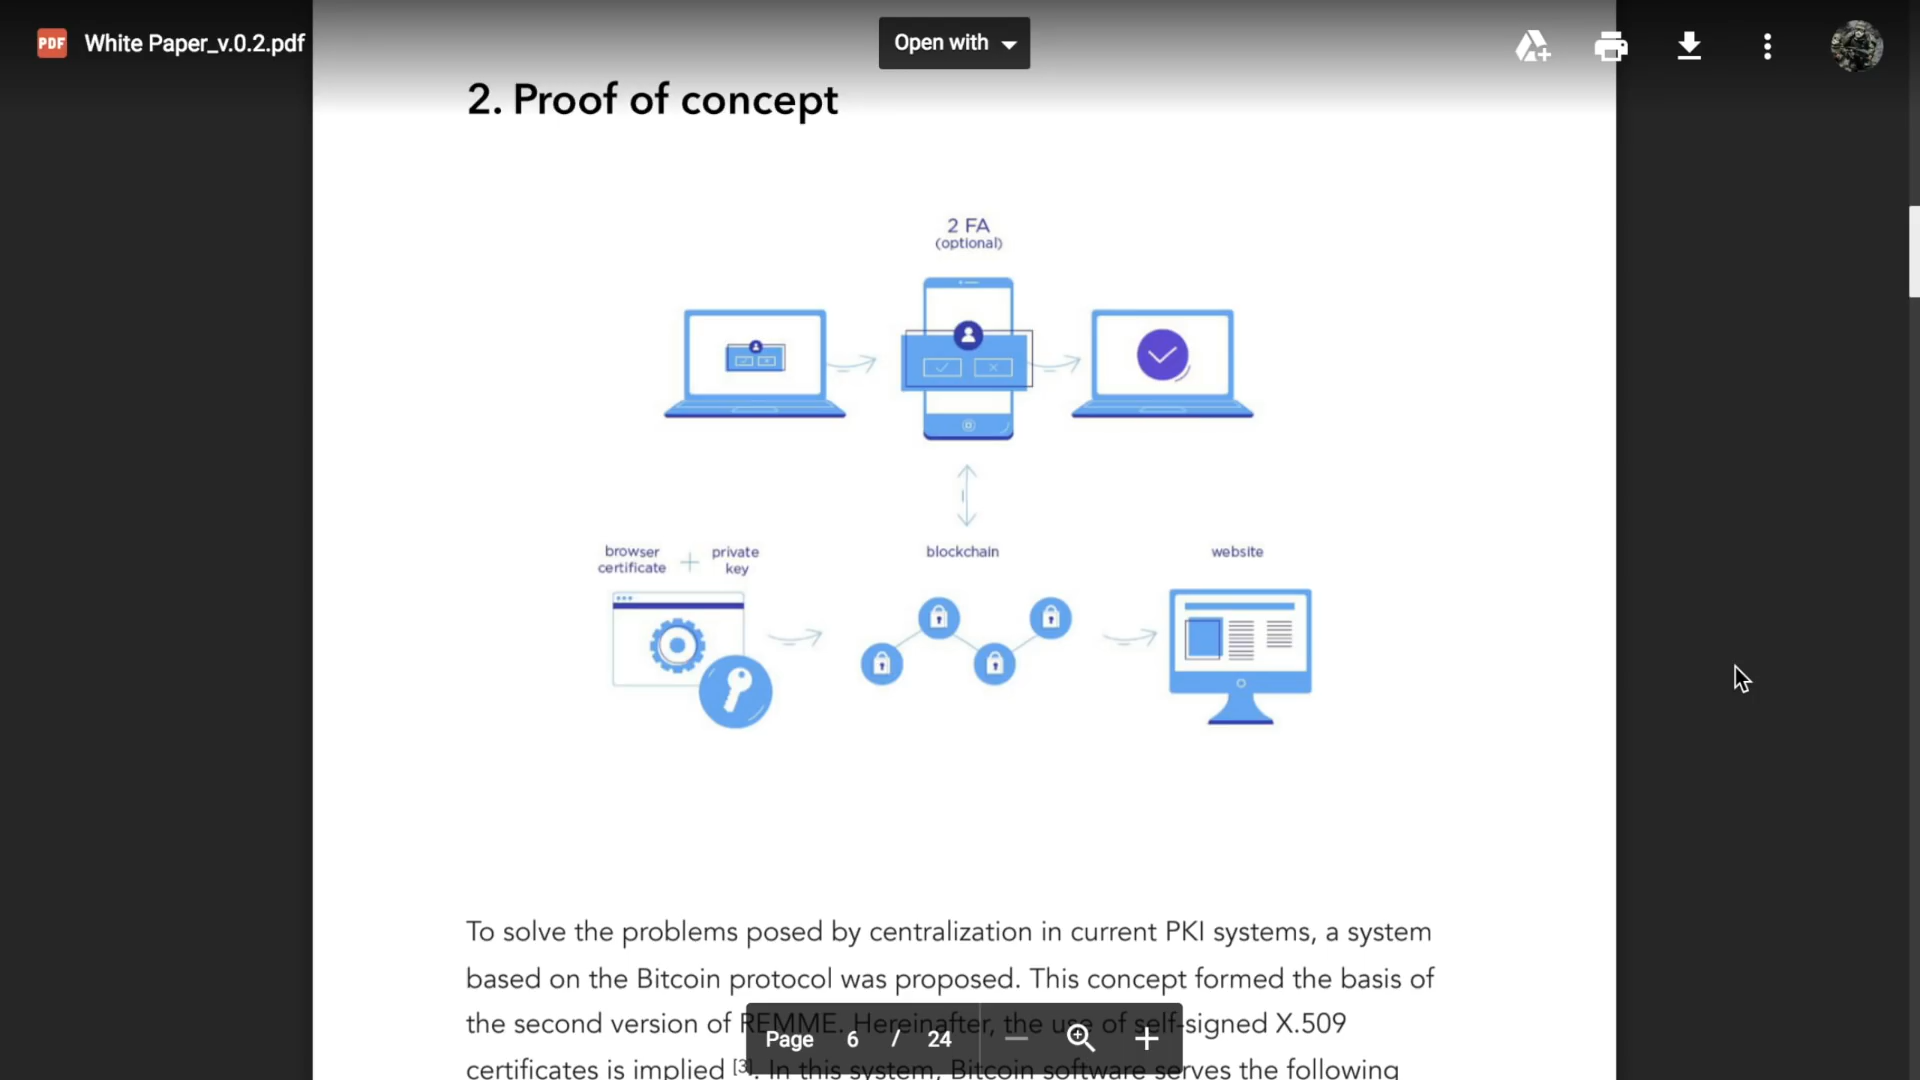 PDF White Paper_v.0.2.pdf
Open with
2. Proof of concept
2 FA
(optional)
browser
certificate
+
private
key
blockchain
website
To solve the problems posed by centralization in current PKI systems, a system
based on the Bitcoin protocol was proposed. This concept formed the basis of
the second version of REMME. Hereinafter, the use of self-signed X.509
certificates is implied [3]. In this system, Bitcoin software serves the following
Page 6 / 24